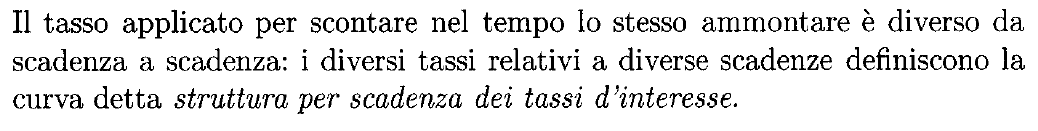 Il tasso applicato per scontare nel tempo lo stesso ammontare è diverso da
scadenza a scadenza: i diversi tassi relativi a diverse scadenze definiscono la
curva detta struttura per scadenza dei tassi d'interesse.